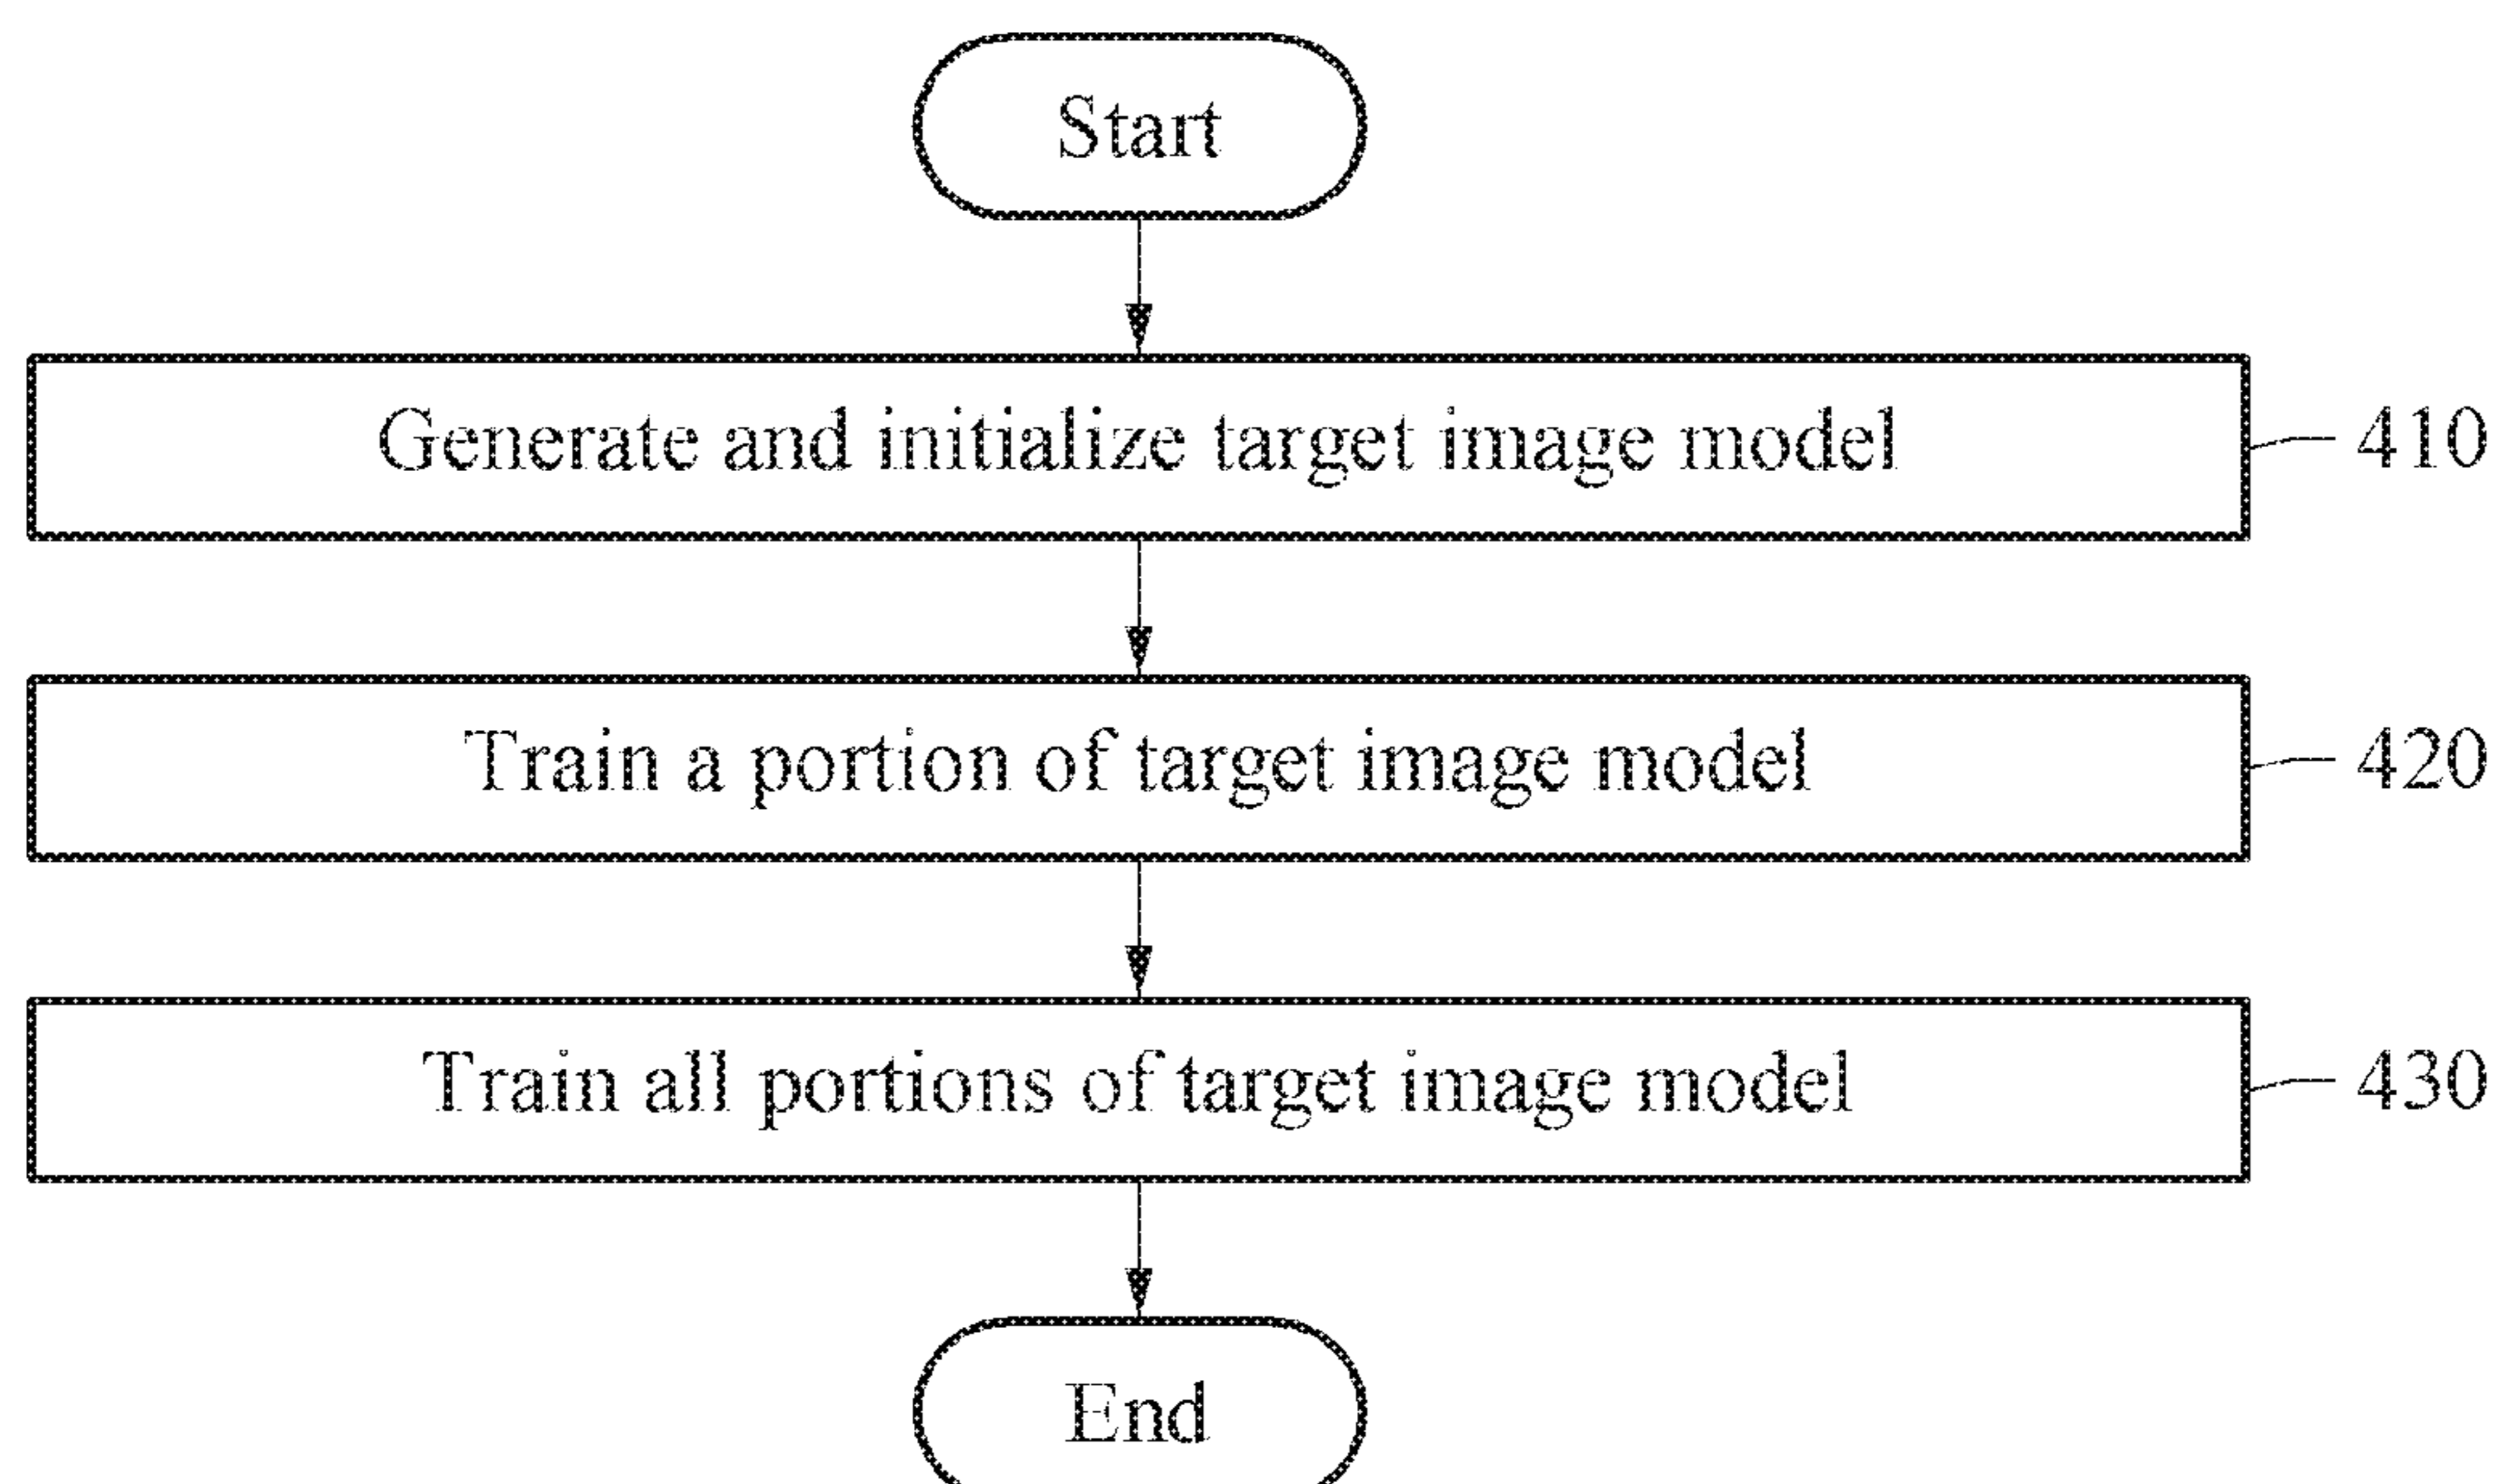 Start
Generate and initialize target image model
410
Train a portion of target image model
420
Train all portions of target image model
430
End